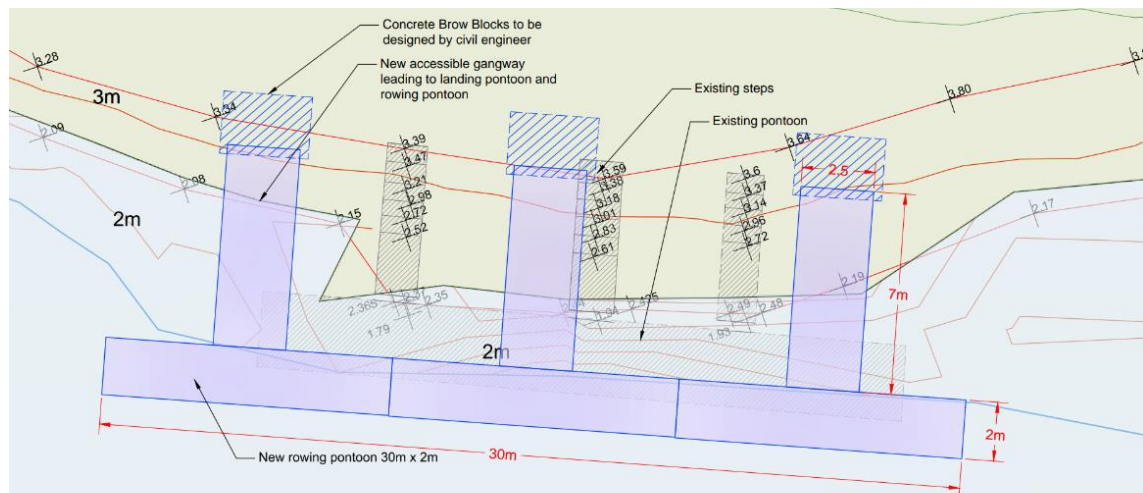 Concrete Brow Blocks to be
designed by civil engineer
New accessible gangway
leading to landing pontoon and
rowing pontoon
Existing steps
Existing pontoon
3.28
3m
3.34
2.09
2.98
2m
2.15
3.39
3.47
3.21
2.98
2.72
2.52
3.59
3.38
3.18
3.01
2.83
2.61
3.6
3.37
3.14
2.96
2.72
3.64
3.80
2.5
2.17
2.19
7m
2.365
2.37
2.35
1.79
1.94
2.425
2.49
2.48
1.93
2m
2m
30m
New rowing pontoon 30m x 2m